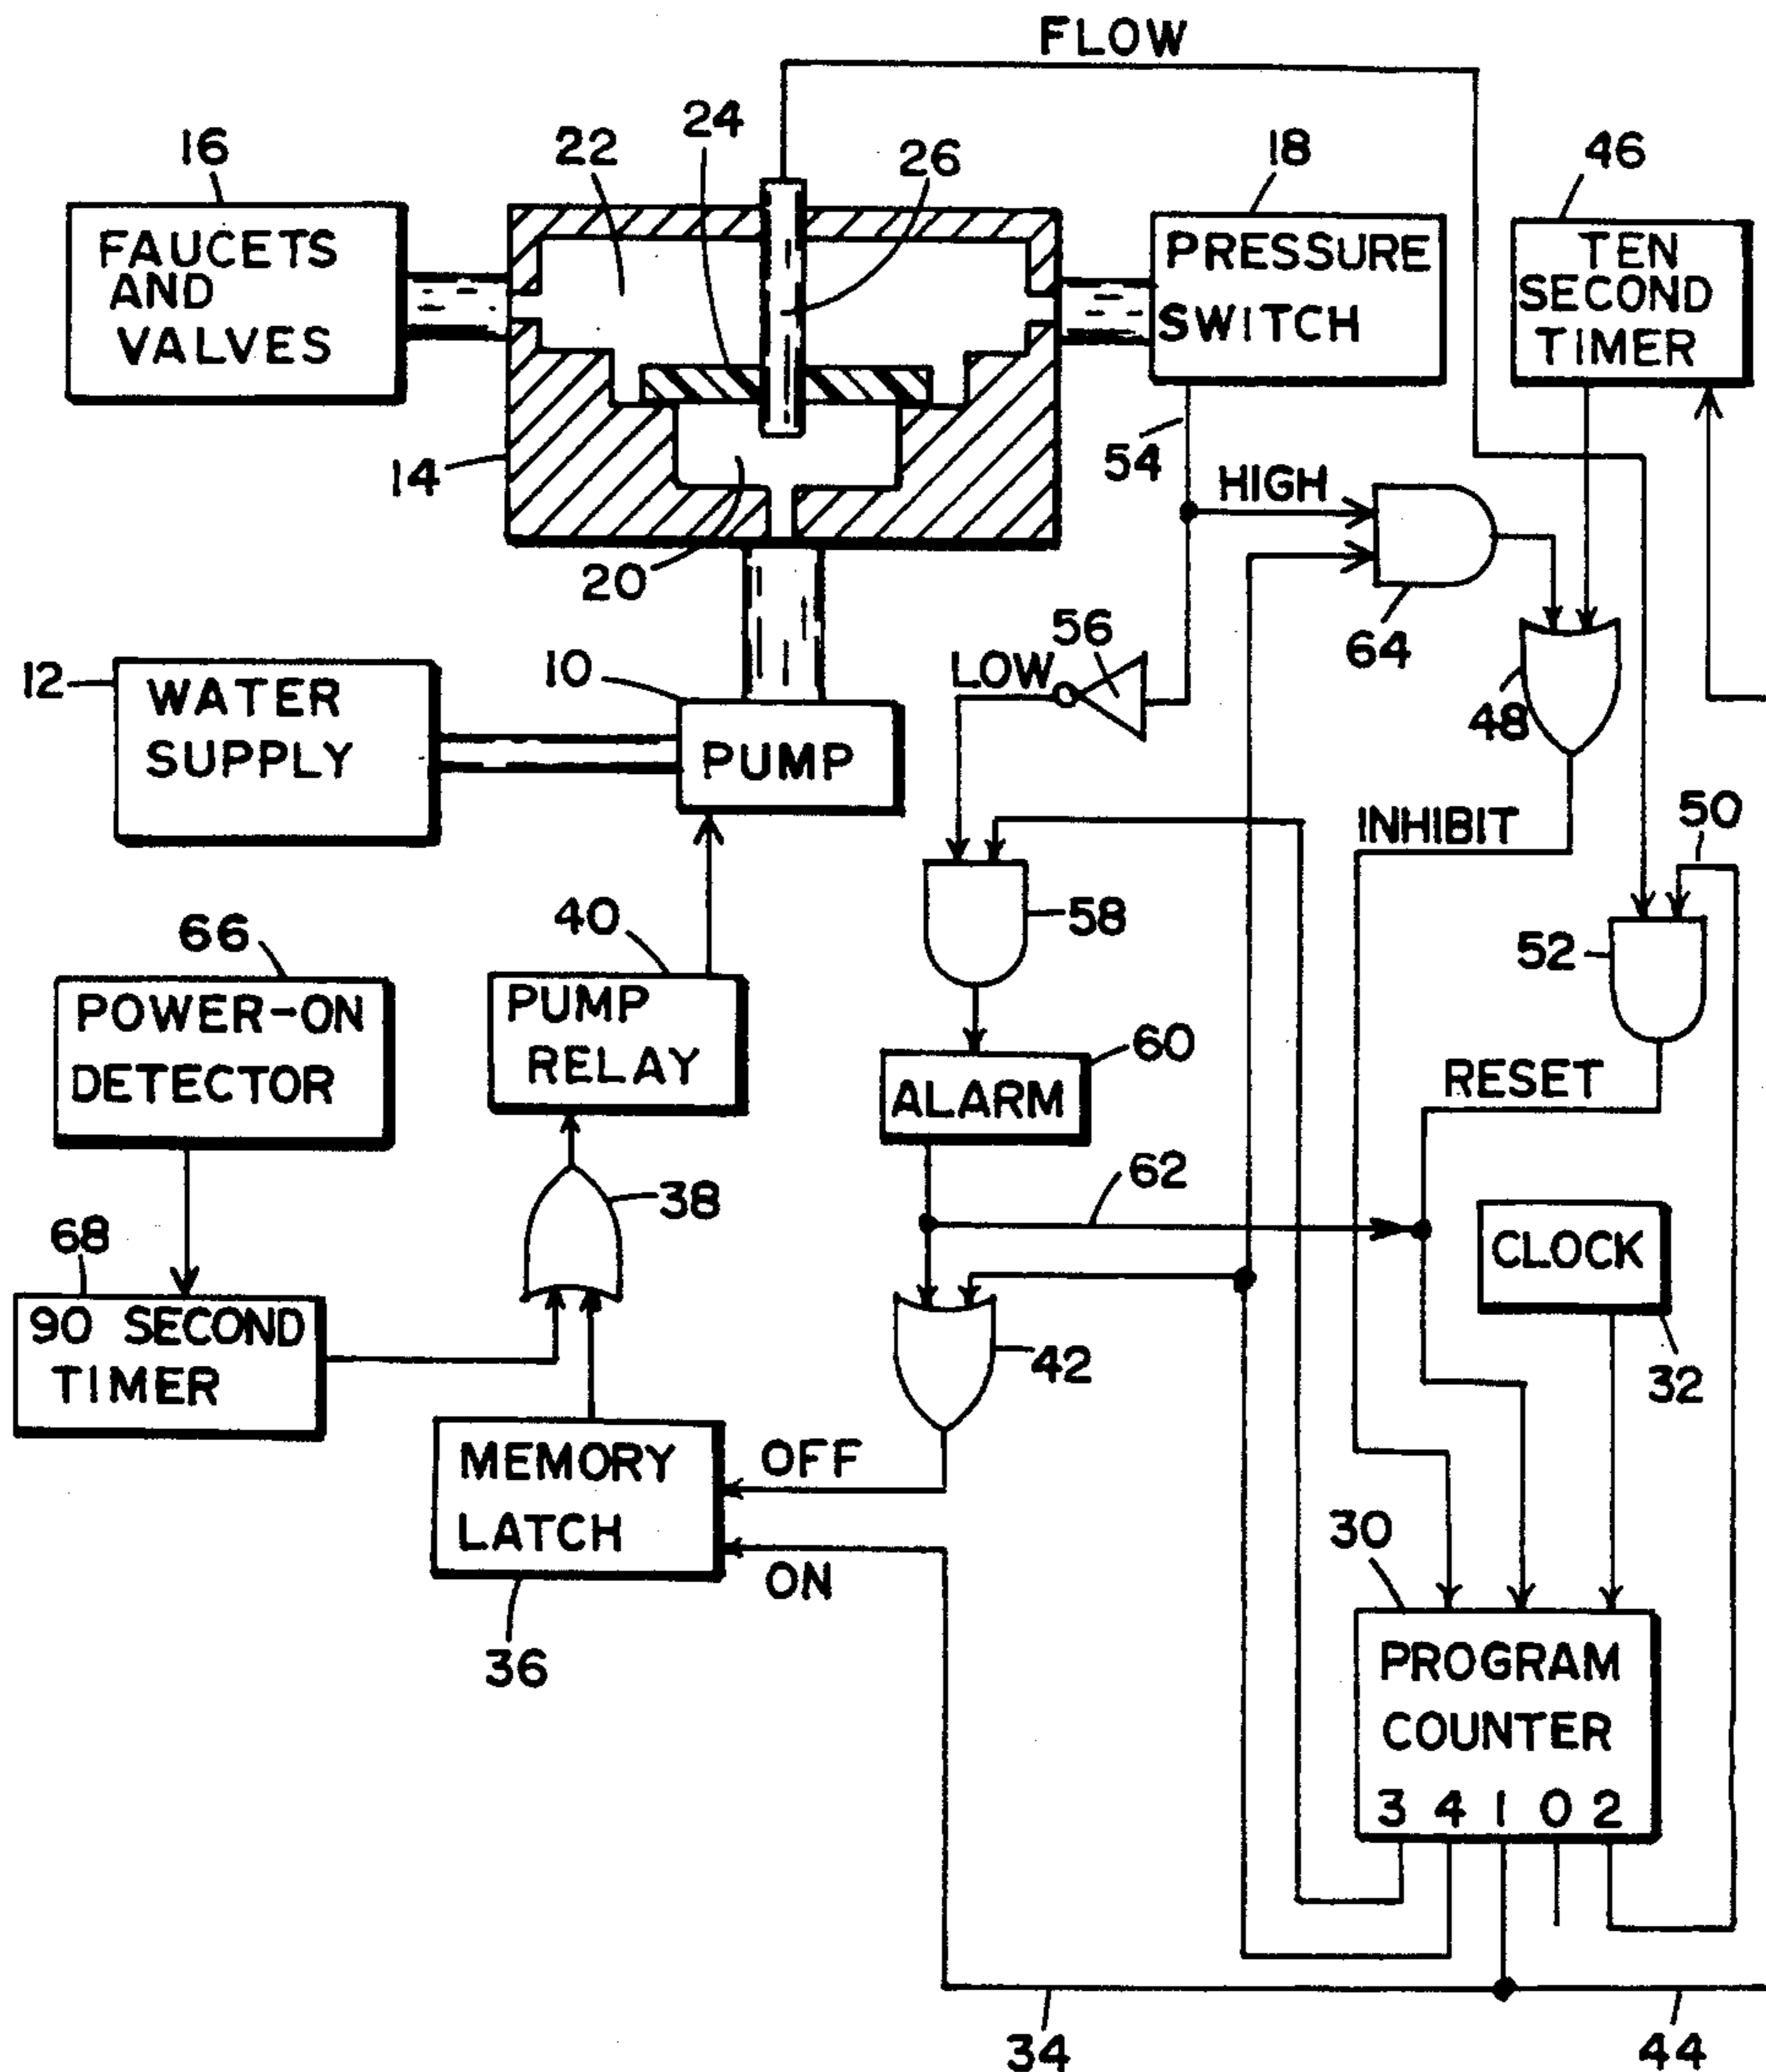 FLOW
16
22
24
26
18
46
FAUCETS
AND
VALVES
PRESSURE
SWITCH
TEN
SECOND
TIMER
14
20
54
HIGH
64
48
56
LOW
12
WATER
SUPPLY
10
PUMP
INHIBIT
50
58
52
66
POWER-ON
DETECTOR
40
PUMP
RELAY
60
ALARM
RESET
38
62
CLOCK
32
68
90 SECOND
TIMER
42
MEMORY
LATCH
OFF
ON
36
30
PROGRAM
COUNTER
3 4 1 0 2
34
44